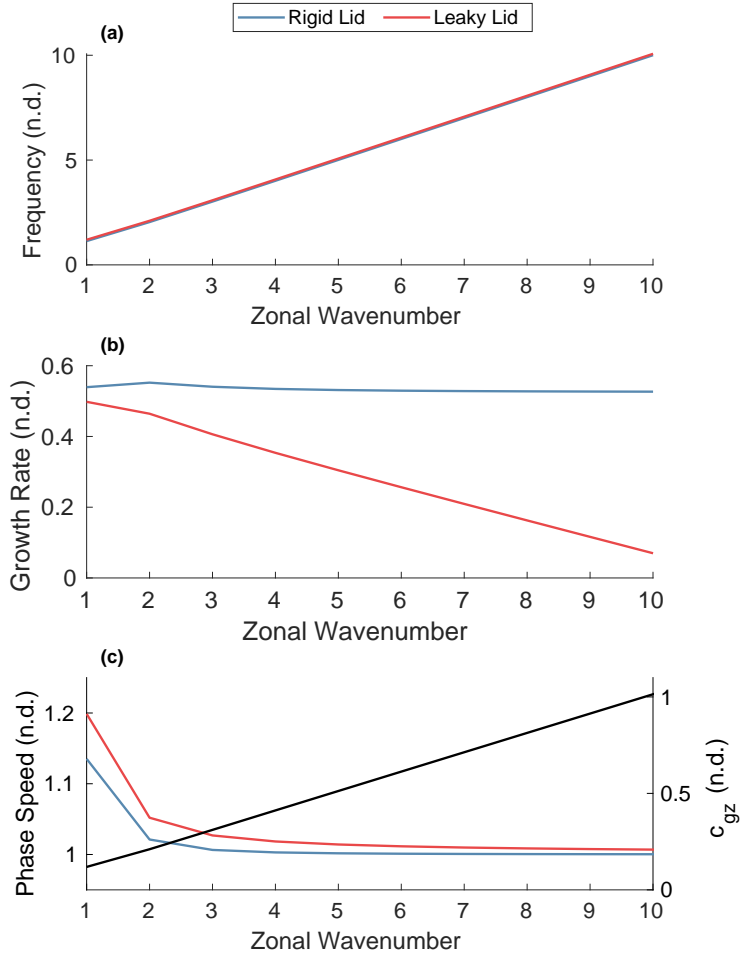 Rigid Lid Leaky Lid
(a)
10
5
0
Frequency (n.d.)
1 2 3 4 5 6 7 8 9 10
Zonal Wavenumber
(b)
0.6
0.4
0.2
0
Growth Rate (n.d.)
1 2 3 4 5 6 7 8 9 10
Zonal Wavenumber
(c)
1.2
1.1
1
Phase Speed (n.d.)
1
0.5
0
c_gz (n.d.)
1 2 3 4 5 6 7 8 9 10
Zonal Wavenumber